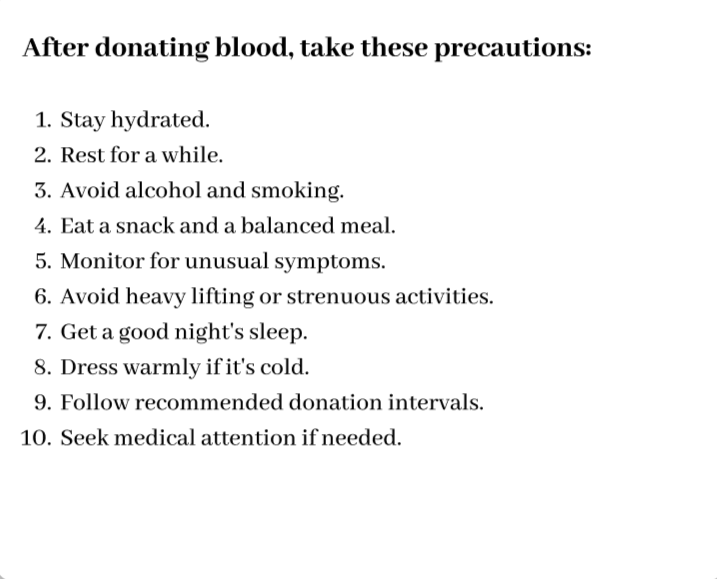 After donating blood, take these precautions:
1. Stay hydrated.
2. Rest for a while.
3. Avoid alcohol and smoking.
4. Eat a snack and a balanced meal.
5. Monitor for unusual symptoms.
6. Avoid heavy lifting or strenuous activities.
7. Get a good night's sleep.
8. Dress warmly if it's cold.
9. Follow recommended donation intervals.
10. Seek medical attention if needed.